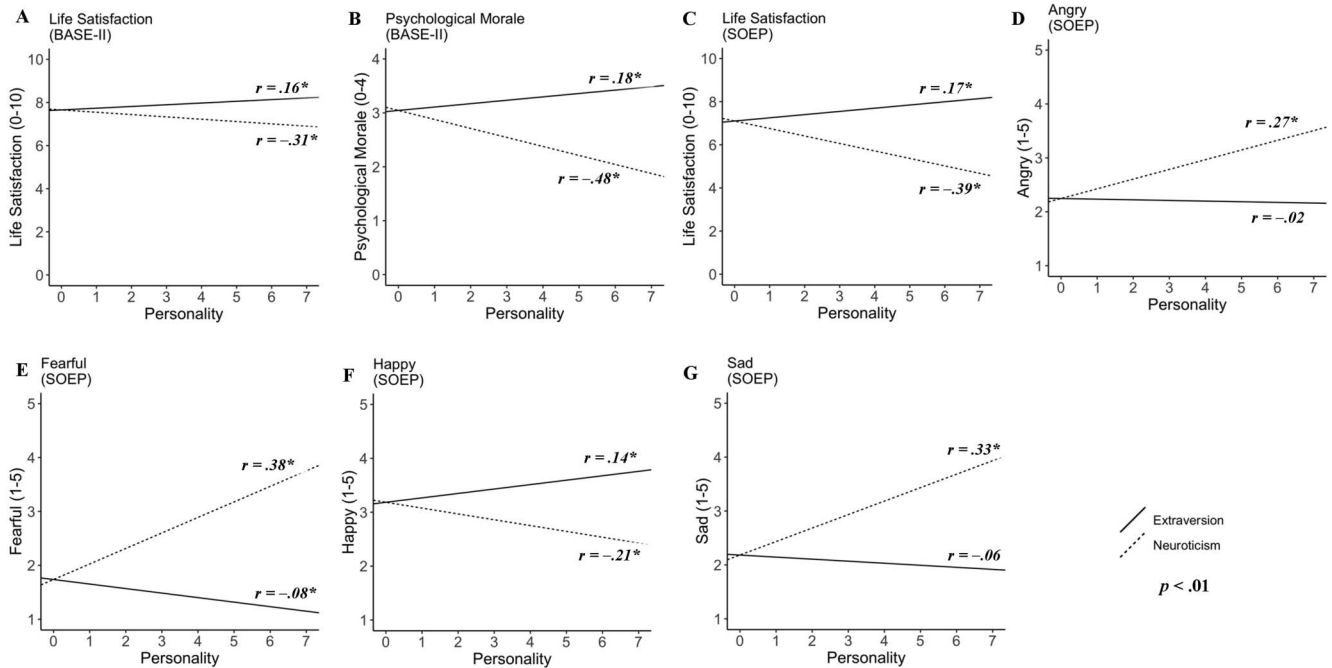 A
Life Satisfaction
(BASE-II)
Life Satisfaction (0-10)
10
8
6
4
2
0
r = .16*
r = –.31*
0 1 2 3 4 5 6 7
Personality
B
Psychological Morale
(BASE-II)
Psychological Morale (0-4)
4
3
2
1
0
r = .18*
r = –.48*
0 1 2 3 4 5 6 7
Personality
C
Life Satisfaction
(SOEP)
Life Satisfaction (0-10)
10
8
6
4
2
0
r = .17*
r = –.39*
0 1 2 3 4 5 6 7
Personality
D
Angry
(SOEP)
Angry (1-5)
5
4
3
2
1
r = .27*
r = –.02
0 1 2 3 4 5 6 7
Personality
E
Fearful
(SOEP)
Fearful (1-5)
5
4
3
2
1
r = .38*
r = –.08*
0 1 2 3 4 5 6 7
Personality
F
Happy
(SOEP)
Happy (1-5)
5
4
3
2
1
r = .14*
r = –.21*
0 1 2 3 4 5 6 7
Personality
G
Sad
(SOEP)
Sad (1-5)
5
4
3
2
1
r = .33*
r = –.06
0 1 2 3 4 5 6 7
Personality
Extraversion
Neuroticism
p < .01